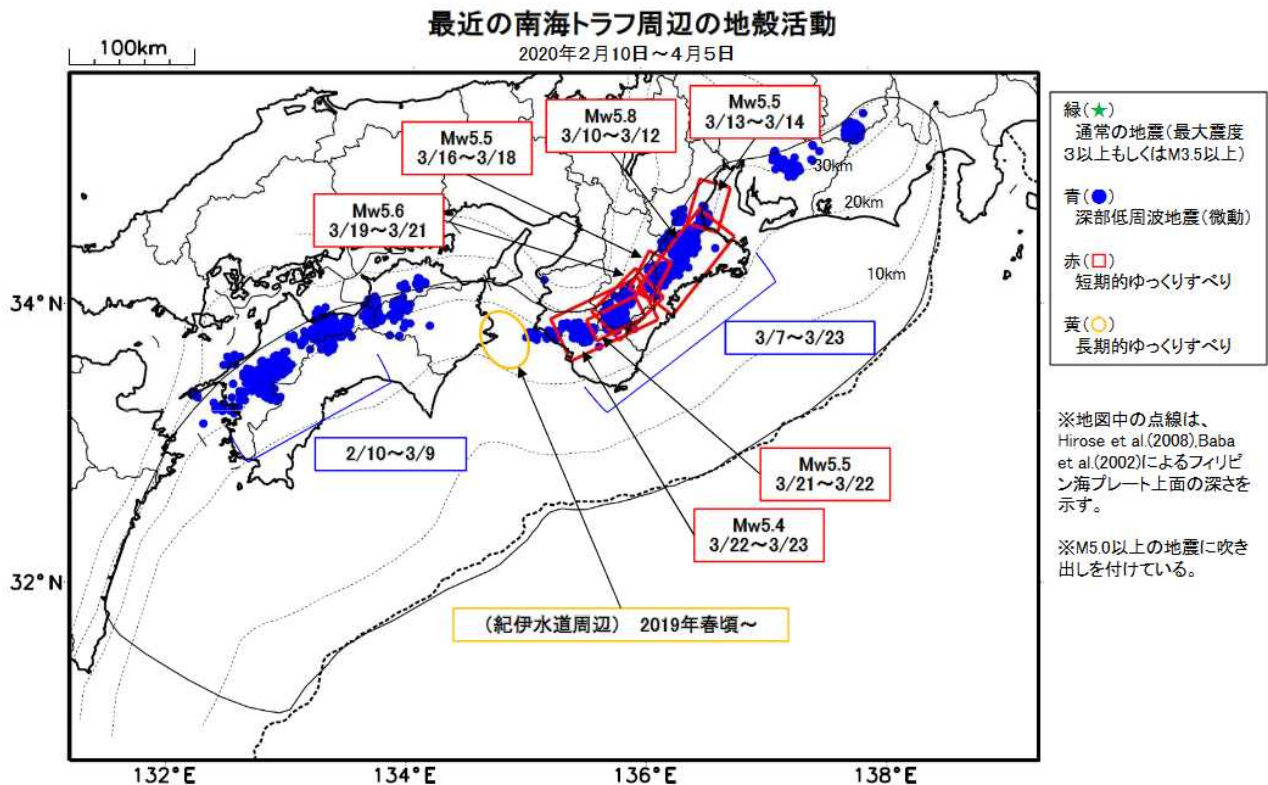 最近の南海トラフ周辺の地殻活動
2020年2月10日～4月5日
100km
Mw5.5
3/13～3/14
Mw5.8
3/10～3/12
Mw5.5
3/16～3/18
Mw5.6
3/19～3/21
30km
20km
10km
3/7～3/23
2/10～3/9
Mw5.5
3/21～3/22
Mw5.4
3/22～3/23
(紀伊水道周辺) 2019年春頃～
34°N
32°N
132°E
134°E
136°E
138°E
緑(★)
通常の地震(最大震度
3以上もしくはM3.5以上)
青(●)
深部低周波地震(微動)
赤(□)
短期的ゆっくりすべり
黄(○)
長期的ゆっくりすべり
※地図中の点線は、
Hirose et al.(2008),Baba
et al.(2002)によるフィリピ
ン海プレート上面の深さを
示す。
※M5.0以上の地震に吹き
出しを付けている。